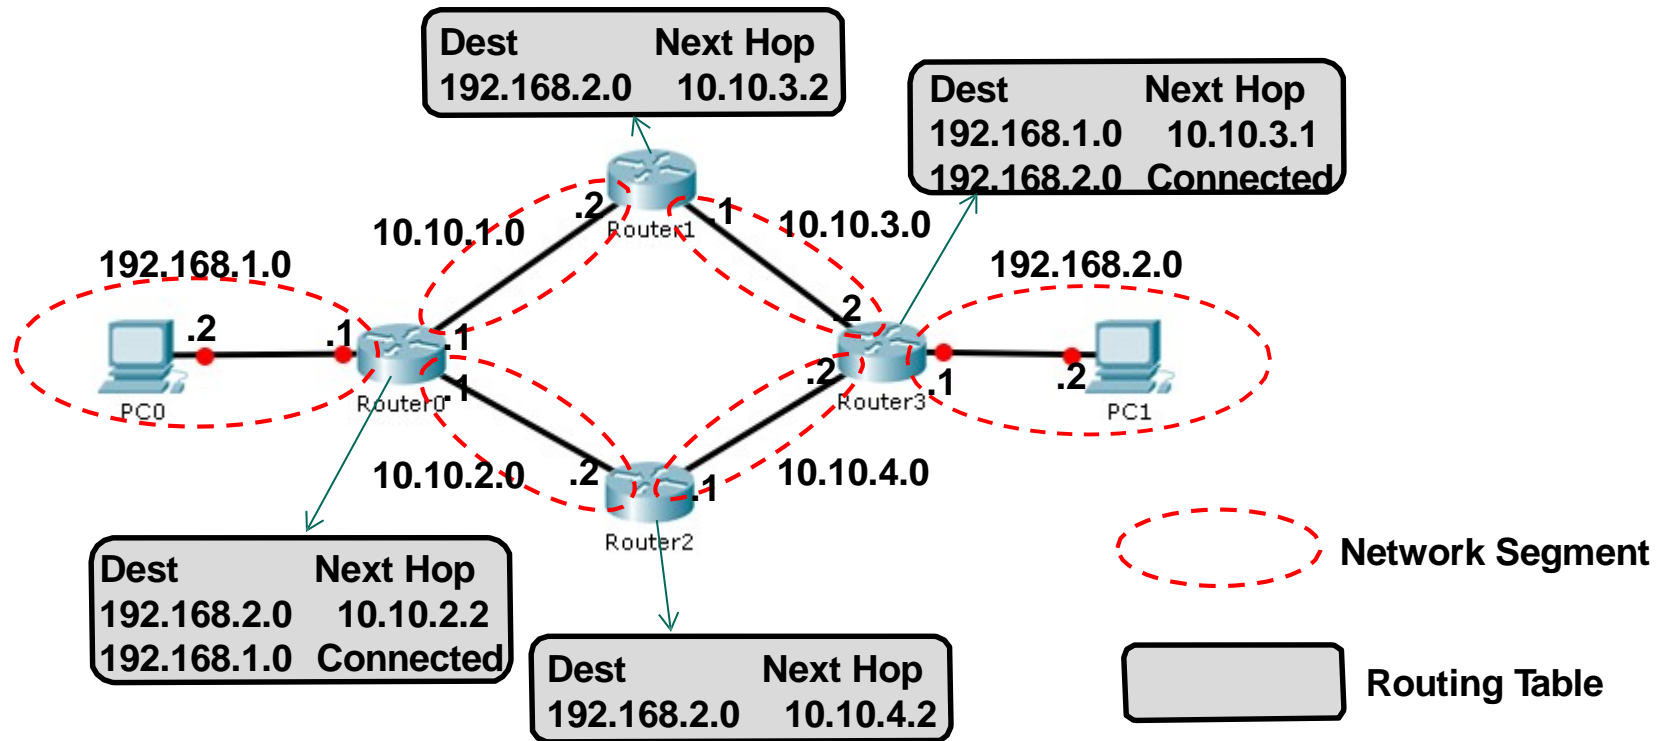 Dest Next Hop
192.168.2.0 10.10.3.2
Dest Next Hop
192.168.1.0 10.10.3.1
192.168.2.0 Connected
.2
Router1
.1
10.10.1.0
10.10.3.0
192.168.1.0
192.168.2.0
.2
.1
.1
.2
PC0
Router0
.1
.2
Router3
.1
.2
PC1
10.10.2.0
.2
.1
10.10.4.0
Router2
Dest Next Hop
192.168.2.0 10.10.2.2
192.168.1.0 Connected
Dest Next Hop
192.168.2.0 10.10.4.2
Network Segment
Routing Table